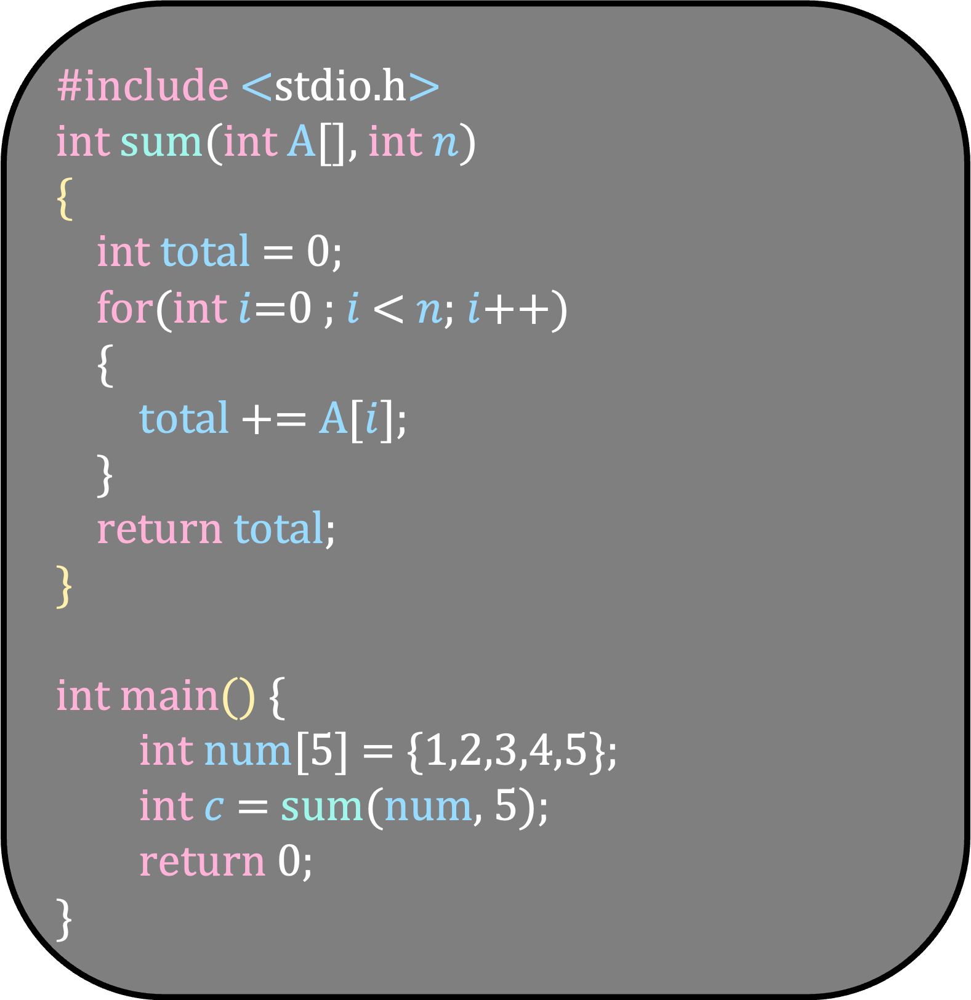 #include <stdio.h>
int sum(int A[], int n)
{
int total = 0;
for(int i=0 ; i < n; i++)
{
total += A[i];
}
return total;
}
int main() {
int num[5] = {1,2,3,4,5};
int c = sum(num, 5);
return 0;
}